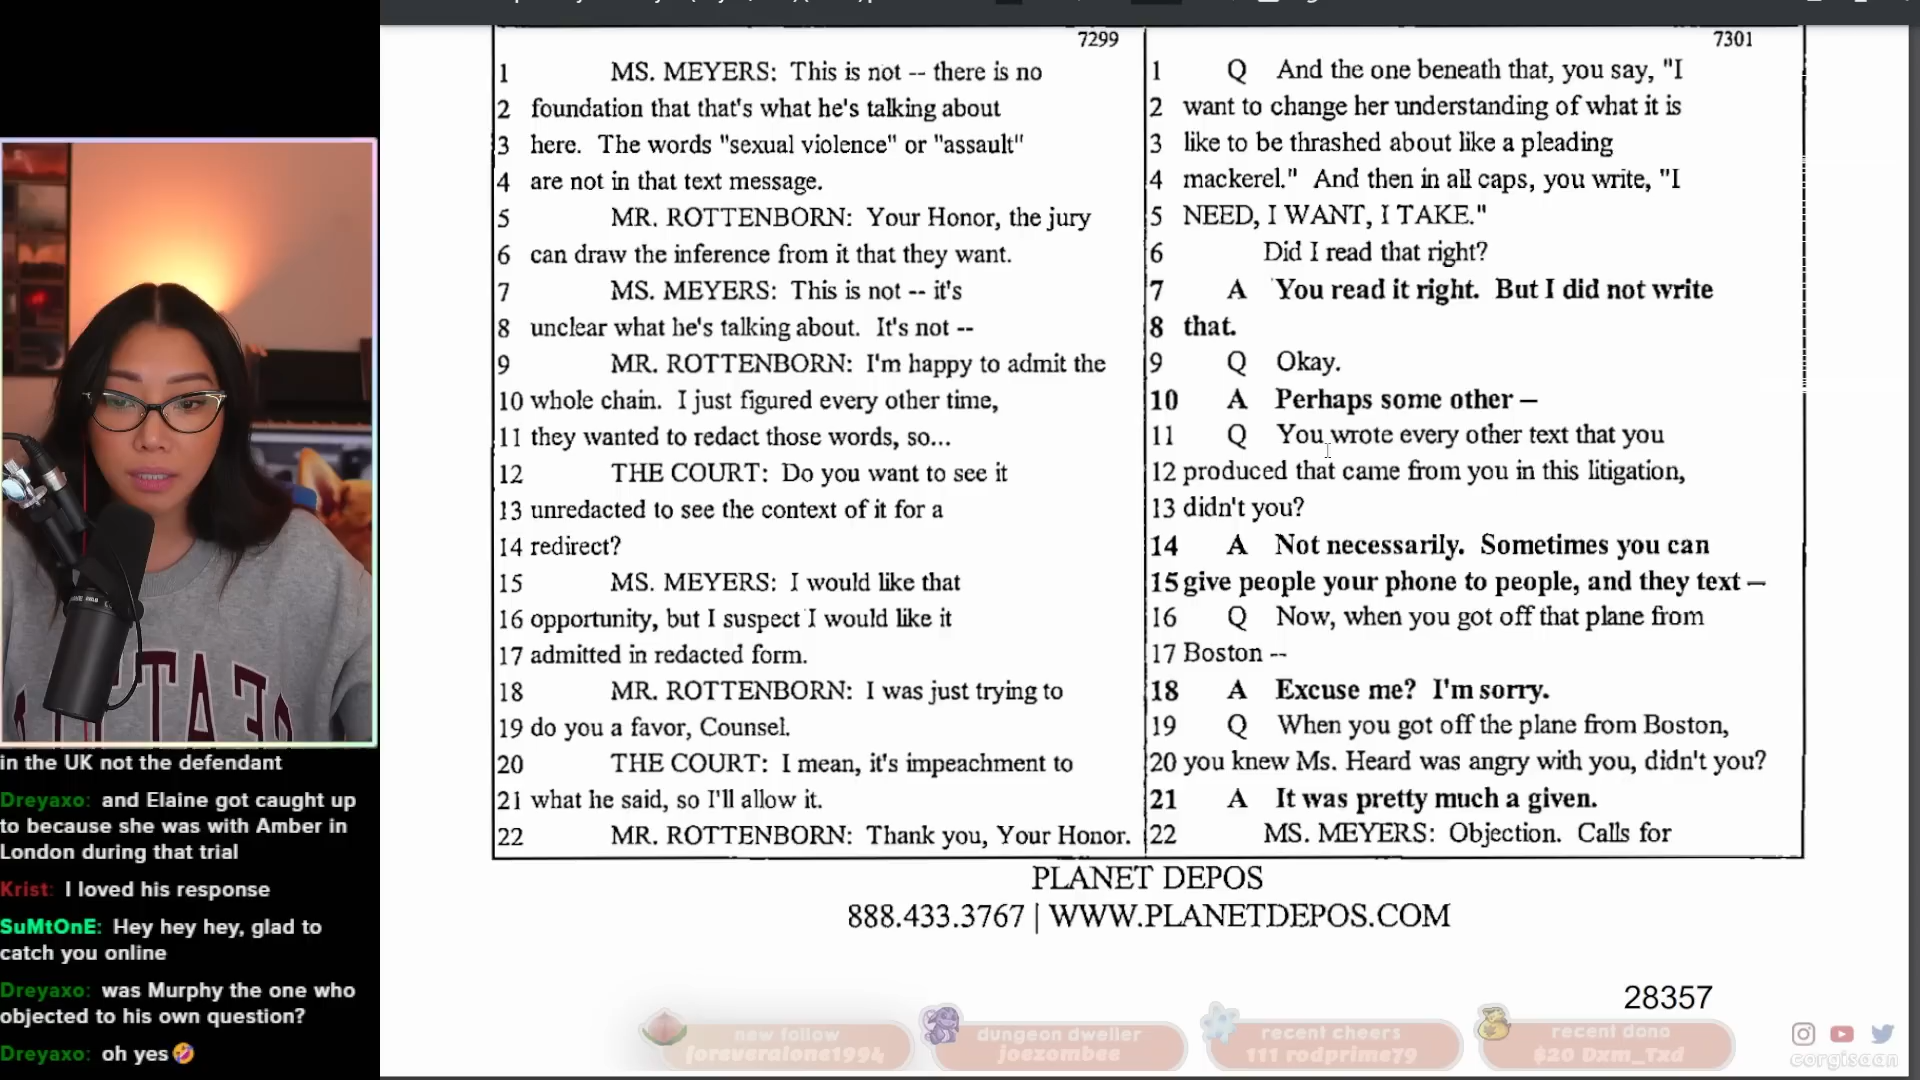 7299
1 MS. MEYERS: This is not -- there is no
2 foundation that that's what he's talking about
3 here. The words "sexual violence" or "assault"
4 are not in that text message.
5 MR. ROTTENBORN: Your Honor, the jury
6 can draw the inference from it that they want.
7 MS. MEYERS: This is not -- it's
8 unclear what he's talking about. It's not --
9 MR. ROTTENBORN: I'm happy to admit the
10 whole chain. I just figured every other time,
11 they wanted to redact those words, so...
12 THE COURT: Do you want to see it
13 unredacted to see the context of it for a
14 redirect?
15 MS. MEYERS: I would like that
16 opportunity, but I suspect I would like it
17 admitted in redacted form.
18 MR. ROTTENBORN: I was just trying to
19 do you a favor, Counsel.
20 THE COURT: I mean, it's impeachment to
21 what he said, so I'll allow it.
22 MR. ROTTENBORN: Thank you, Your Honor.
7301
1 Q And the one beneath that, you say, "I
2 want to change her understanding of what it is
3 like to be thrashed about like a pleading
4 mackerel." And then in all caps, you write, "I
5 NEED, I WANT, I TAKE."
6 Did I read that right?
7 A You read it right. But I did not write
8 that.
9 Q Okay.
10 A Perhaps some other –
11 Q You wrote every other text that you
12 produced that came from you in this litigation,
13 didn't you?
14 A Not necessarily. Sometimes you can
15 give people your phone to people, and they text –
16 Q Now, when you got off that plane from
17 Boston --
18 A Excuse me? I'm sorry.
19 Q When you got off the plane from Boston,
20 you knew Ms. Heard was angry with you, didn't you?
21 A It was pretty much a given.
22 MS. MEYERS: Objection. Calls for
PLANET DEPOS
888.433.3767 | WWW.PLANETDEPOS.COM
28357
in the UK not the defendant
Dreyaxo: and Elaine got caught up
to because she was with Amber in
London during that trial
Krist: I loved his response
SuMtOnE: Hey hey hey, glad to
catch you online
Dreyaxo: was Murphy the one who
objected to his own question?
Dreyaxo: oh yes🤣
new follow
foreveralone1994
dungeon dweller
joezombee
recent cheers
111 rodprime79
recent dono
$20 Dxm_Txd
corgisaan